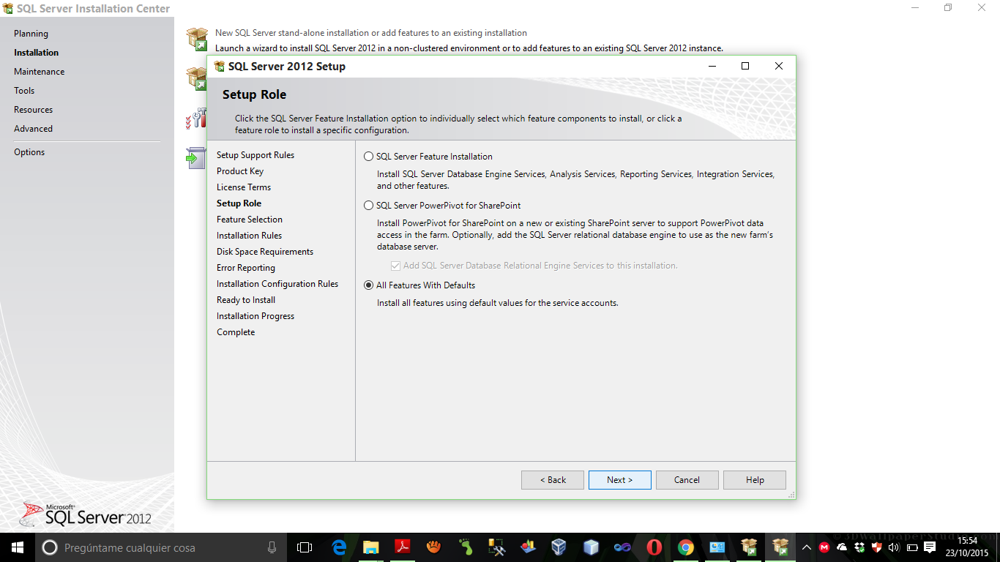 SQL Server Installation Center
Planning
Installation
Maintenance
Tools
Resources
Advanced
Options
New SQL Server stand-alone installation or add features to an existing installation
Launch a wizard to install SQL Server 2012 in a non-clustered environment or to add features to an existing SQL Server 2012 instance.
SQL Server 2012 Setup
Setup Role
Click the SQL Server Feature Installation option to individually select which feature components to install, or click a
feature role to install a specific configuration.
Setup Support Rules
Product Key
License Terms
Setup Role
Feature Selection
Installation Rules
Disk Space Requirements
Error Reporting
Installation Configuration Rules
Ready to Install
Installation Progress
Complete
SQL Server Feature Installation
Install SQL Server Database Engine Services, Analysis Services, Reporting Services, Integration Services,
and other features.
SQL Server PowerPivot for SharePoint
Install PowerPivot for SharePoint on a new or existing SharePoint server to support PowerPivot data
access in the farm. Optionally, add the SQL Server relational database engine to use as the new farm's
database server.
Add SQL Server Database Relational Engine Services to this installation.
All Features With Defaults
Install all features using default values for the service accounts.
< Back
Next >
Cancel
Help
Microsoft®
SQL Server® 2012
Pregúntame cualquier cosa
© 3DWallpaperStudio.com
15:54
23/10/2015